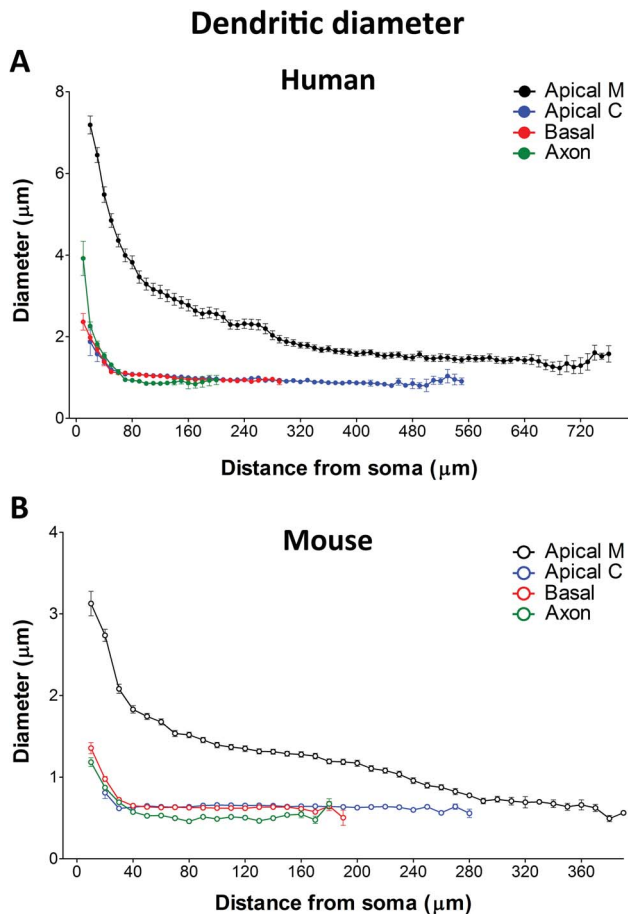 Dendritic diameter
A
Human
Apical M
Apical C
Basal
Axon
8
6
4
2
0
Diameter (μm)
0 80 160 240 320 400 480 560 640 720
Distance from soma (μm)
B
Mouse
Apical M
Apical C
Basal
Axon
4
3
2
1
0
Diameter (μm)
0 40 80 120 160 200 240 280 320 360
Distance from soma (μm)